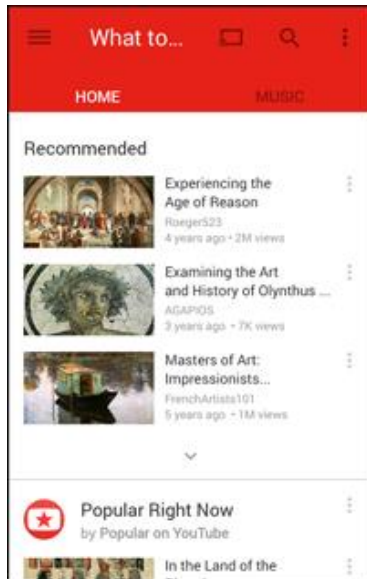 What to...
HOME MUSIC
Recommended
Experiencing the
Age of Reason
Roeger523
4 years ago • 2M views
Examining the Art
and History of Olynthus ...
AGAPIOS
3 years ago • 7K views
Masters of Art:
Impressionists...
FrenchArtists101
5 years ago • 1M views
Popular Right Now
by Popular on YouTube
In the Land of the